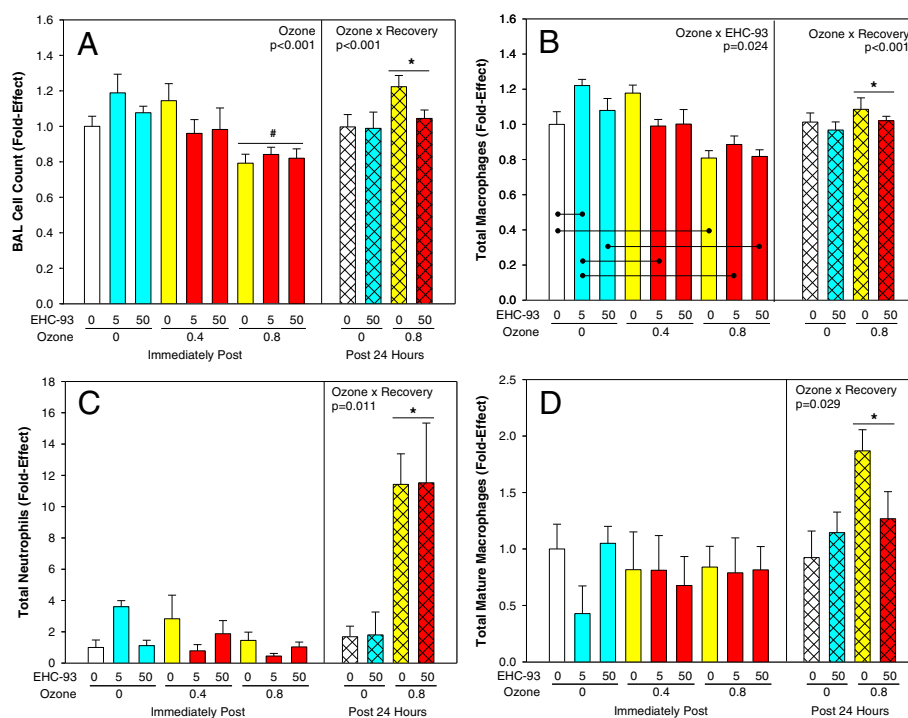 A
Ozone
p<0.001
Ozone x Recovery
p<0.001
*
#
BAL Cell Count (Fold-Effect)
1.6
1.4
1.2
1.0
0.8
0.6
0.4
0.2
0.0
EHC-93 0 5 50 0 5 50 0 5 50 0 50 0 50
Ozone 0 0.4 0.8 0 0.8
Immediately Post Post 24 Hours
B
Ozone x EHC-93
p=0.024
Ozone x Recovery
p<0.001
*
Total Macrophages (Fold-Effect)
1.6
1.4
1.2
1.0
0.8
0.6
0.4
0.2
0.0
EHC-93 0 5 50 0 5 50 0 5 50 0 50 0 50
Ozone 0 0.4 0.8 0 0.8
Immediately Post Post 24 Hours
C
Ozone x Recovery
p=0.011
*
Total Neutrophils (Fold-Effect)
18
16
14
12
10
8
6
4
2
0
EHC-93 0 5 50 0 5 50 0 5 50 0 50 0 50
Ozone 0 0.4 0.8 0 0.8
Immediately Post Post 24 Hours
D
Ozone x Recovery
p=0.029
*
Total Mature Macrophages (Fold-Effect)
2.5
2.0
1.5
1.0
0.5
0.0
EHC-93 0 5 50 0 5 50 0 5 50 0 50 0 50
Ozone 0 0.4 0.8 0 0.8
Immediately Post Post 24 Hours